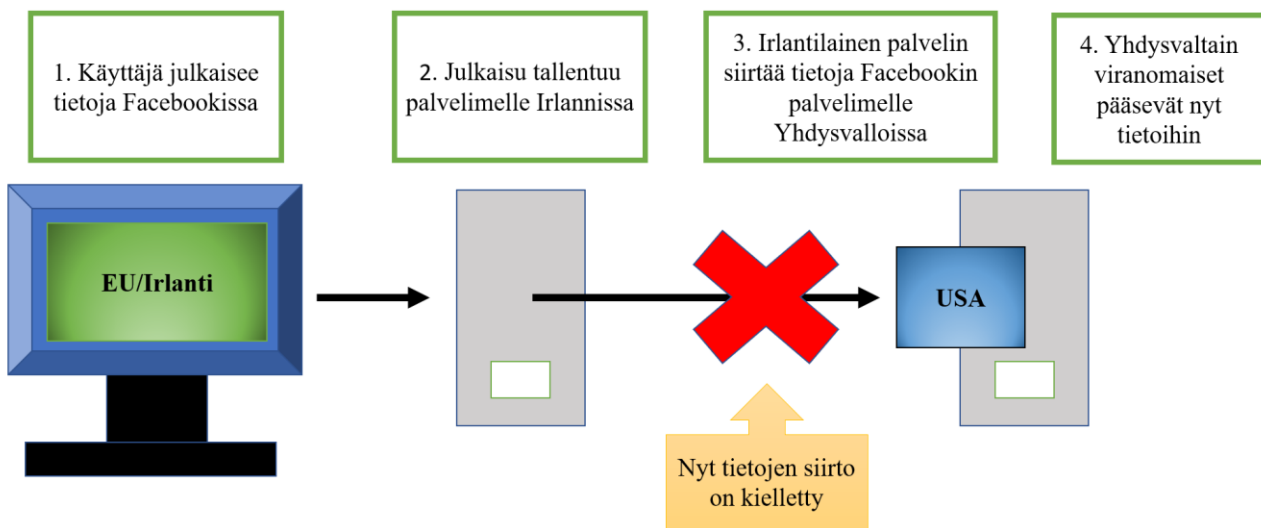 1. Käyttäjä julkaisee
tietoja Facebookissa
2. Julkaisu tallentuu
palvelimelle Irlannissa
3. Irlantilainen palvelin
siirtää tietoja Facebookin
palvelimelle
Yhdysvalloissa
4. Yhdysvaltain
viranomaiset
pääsevät nyt
tietoihin
EU/Irlanti
USA
Nyt tietojen siirto
on kielletty